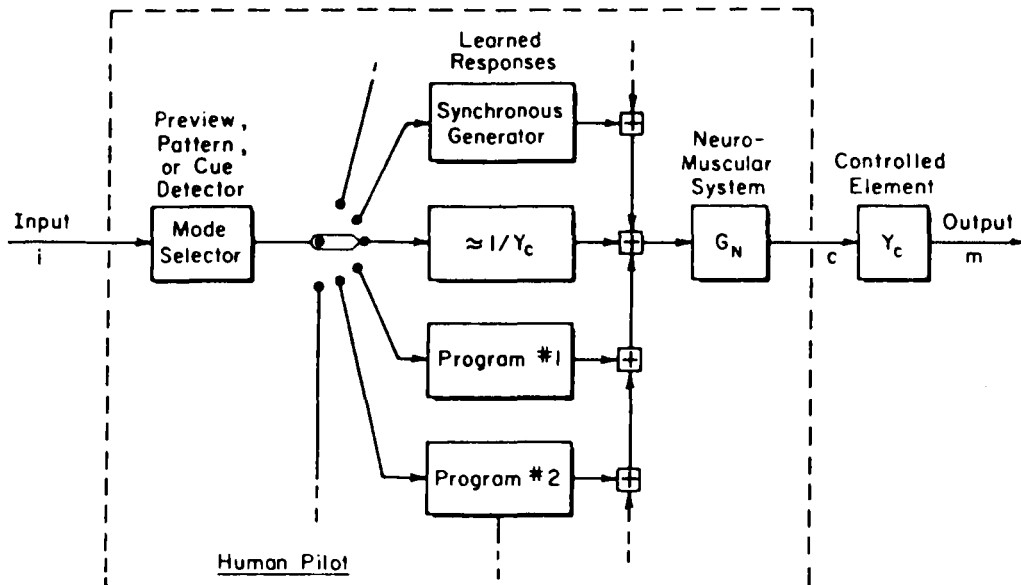 Learned
Responses
Synchronous
Generator
Preview,
Pattern,
or Cue
Detector
Neuro-
Muscular
System
Controlled
Element
Input
i
Mode
Selector
≈ 1/Y_c
G_N
c
Y_c
Output
m
Program #1
Program #2
Human Pilot
+
+
+
+